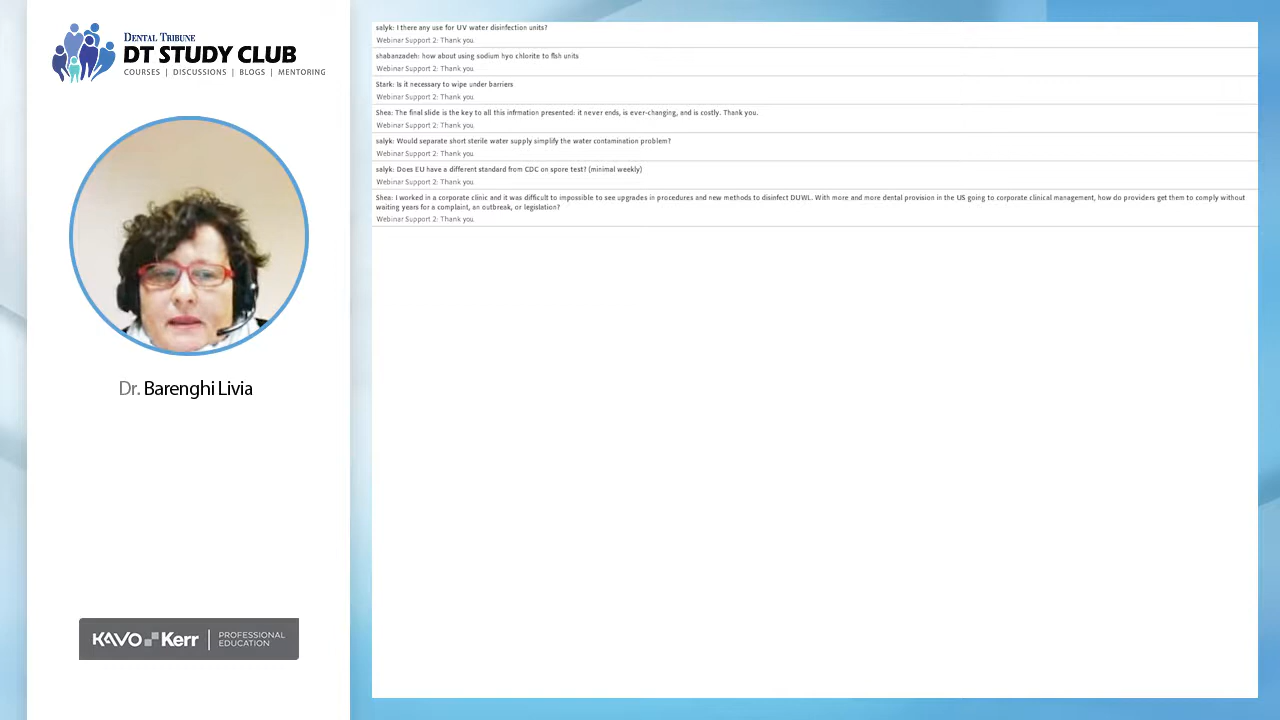 DENTAL TRIBUNE
DT STUDY CLUB
COURSES | DISCUSSIONS | BLOGS | MENTORING
Dr. Barenghi Livia
KAVO Kerr | PROFESSIONAL
EDUCATION
salyk: I there any use for UV water disinfection units?
Webinar Support 2: Thank you
shabanzadeh: how about using sodium hyo chlorite to flsh units
Webinar Support 2: Thank you
Stark: Is it necessary to wipe under barriers
Webinar Support 2: Thank you
Shea: The final slide is the key to all this infrmation presented: it never ends, is ever-changing, and is costly. Thank you.
Webinar Support 2: Thank you
salyk: Would separate short sterile water supply simplify the water contamination problem?
Webinar Support 2: Thank you
salyk: Does EU have a different standard from CDC on spore test? (minimal weekly)
Webinar Support 2: Thank you
Shea: I worked in a corporate clinic and it was difficult to impossible to see upgrades in procedures and new methods to disinfect DUWL. With more and more dental provision in the US going to corporate clinical management, how do providers get them to comply without
waiting years for a complaint, an outbreak, or legislation?
Webinar Support 2: Thank you